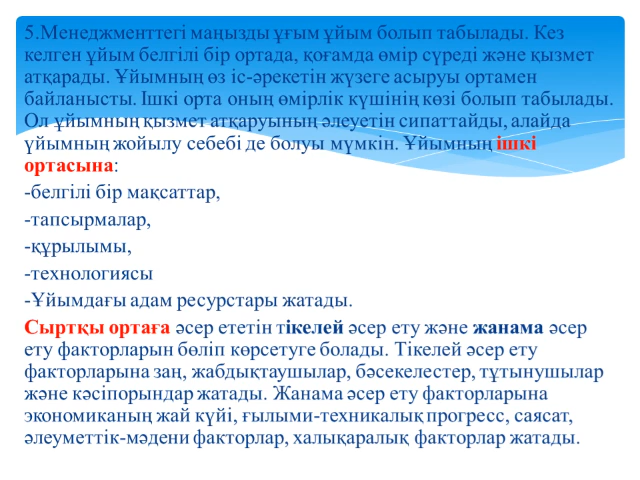 5.Менеджменттегі маңызды ұғым ұйым болып табылады. Кез
келген ұйым белгілі бір ортада, қоғамда өмір сүреді және қызмет
атқарады. Ұйымның өз іс-әрекетін жүзеге асыруы ортамен
байланысты. Ішкі орта оның өмірлік күшінің көзі болып табылады.
Ол ұйымның қызмет атқаруының әлеуетін сипаттайды, алайда
үйымның жойылу себебі де болуы мүмкін. Ұйымның ішкі
ортасына:
-белгілі бір мақсаттар,
-тапсырмалар,
-құрылымы,
-технологиясы
-Ұйымдағы адам ресурстары жатады.
Сыртқы ортаға әсер ететін тікелей әсер ету және жанама әсер
ету факторларын бөліп көрсетуге болады. Тікелей әсер ету
факторларына заң, жабдықтаушылар, бәсекелестер, тұтынушылар
және кәсіпорындар жатады. Жанама әсер ету факторларына
экономиканың жай күйі, ғылыми-техникалық прогресс, саясат,
әлеуметтік-мәдени факторлар, халықаралық факторлар жатады.